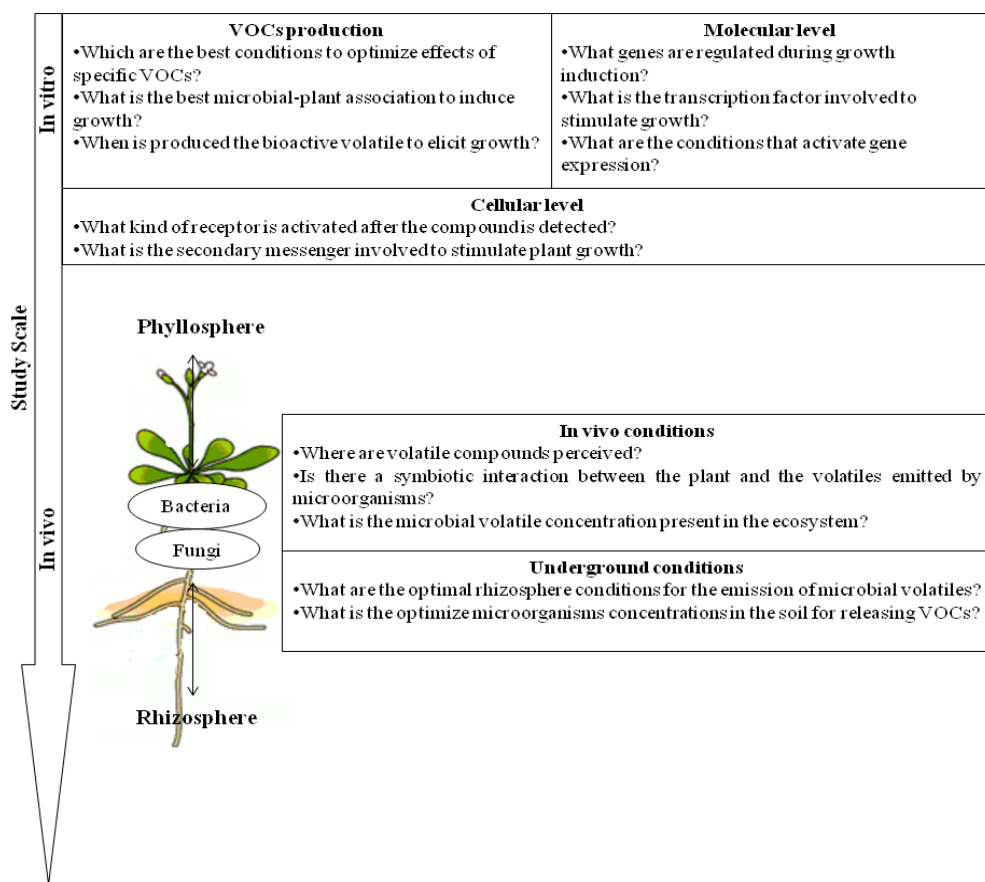 VOCs production
•Which are the best conditions to optimize effects of
specific VOCs?
•What is the best microbial-plant association to induce
growth?
•When is produced the bioactive volatile to elicit growth?
Molecular level
•What genes are regulated during growth
induction?
•What is the transcription factor involved to
stimulate growth?
•What are the conditions that activate gene
expression?
In vitro
Cellular level
•What kind of receptor is activated after the compound is detected?
•What is the secondary messenger involved to stimulate plant growth?
Study Scale
Phyllosphere
Bacteria
Fungi
Rhizosphere
In vivo
In vivo conditions
•Where are volatile compounds perceived?
•Is there a symbiotic interaction between the plant and the volatiles emitted by
microorganisms?
•What is the microbial volatile concentration present in the ecosystem?
Underground conditions
•What are the optimal rhizosphere conditions for the emission of microbial volatiles?
•What is the optimize microorganisms concentrations in the soil for releasing VOCs?